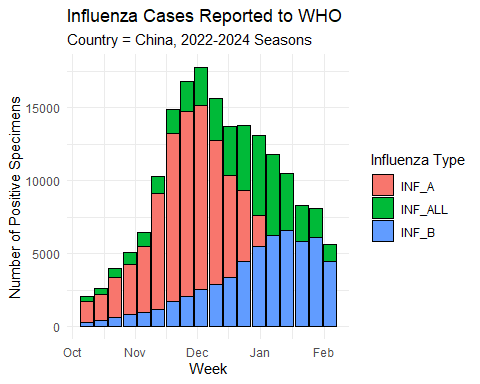 Influenza Cases Reported to WHO
Country = China, 2022-2024 Seasons
Number of Positive Specimens
15000
10000
5000
0
Oct Nov Dec Jan Feb
Week
Influenza Type
INF_A
INF_ALL
INF_B